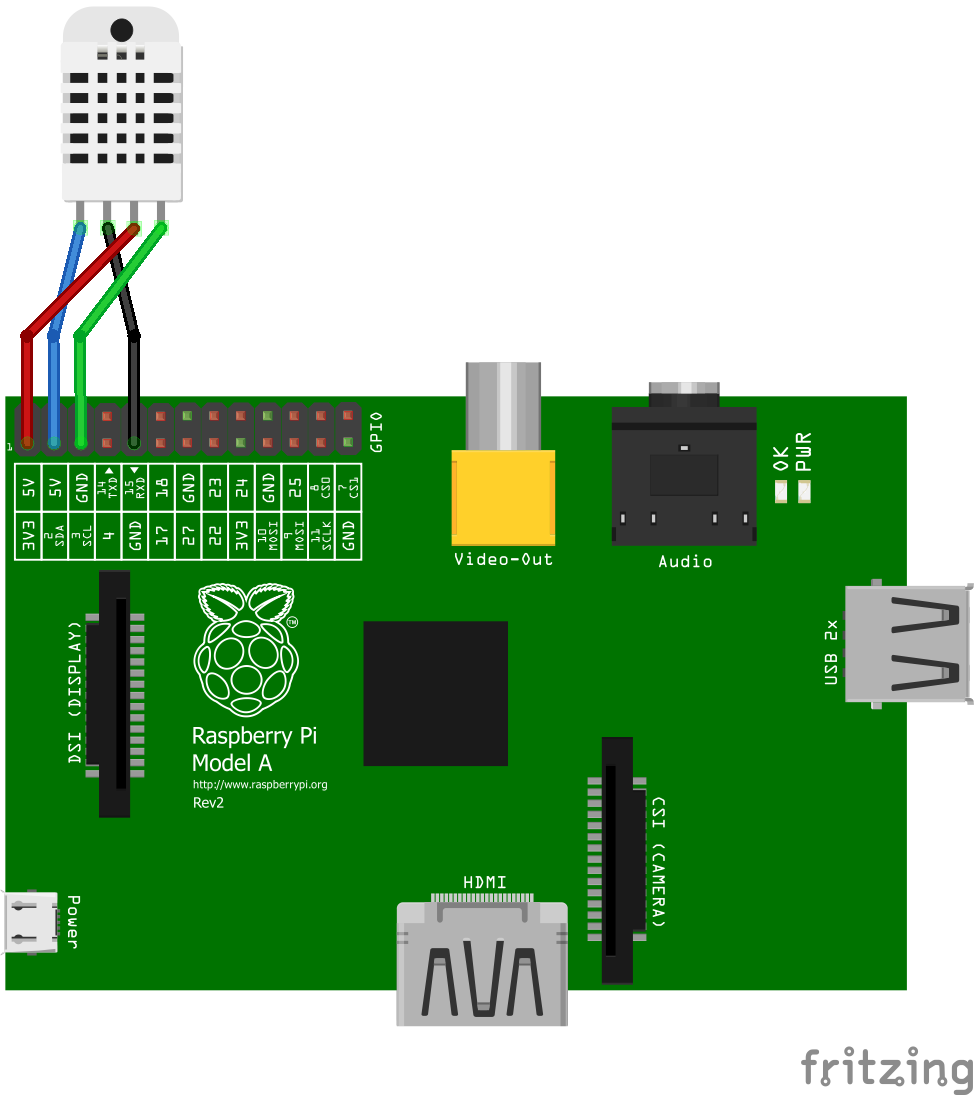 1
GPIO
5V 5V GND 14 TXD 15 RXD 18 GND 23 24 GND 25 8 CS0 7 CS1
3V3 2 SDA 3 SCL 4 GND 17 27 22 3V3 10 MOSI 9 MOSI 11 SCLK GND
OK
PWR
Video-Out
Audio
DSI (DISPLAY)
USB 2x
TM
Raspberry Pi
Model A
http://www.raspberrypi.org
Rev2
CSI (CAMERA)
HDMI
Power
fritzing